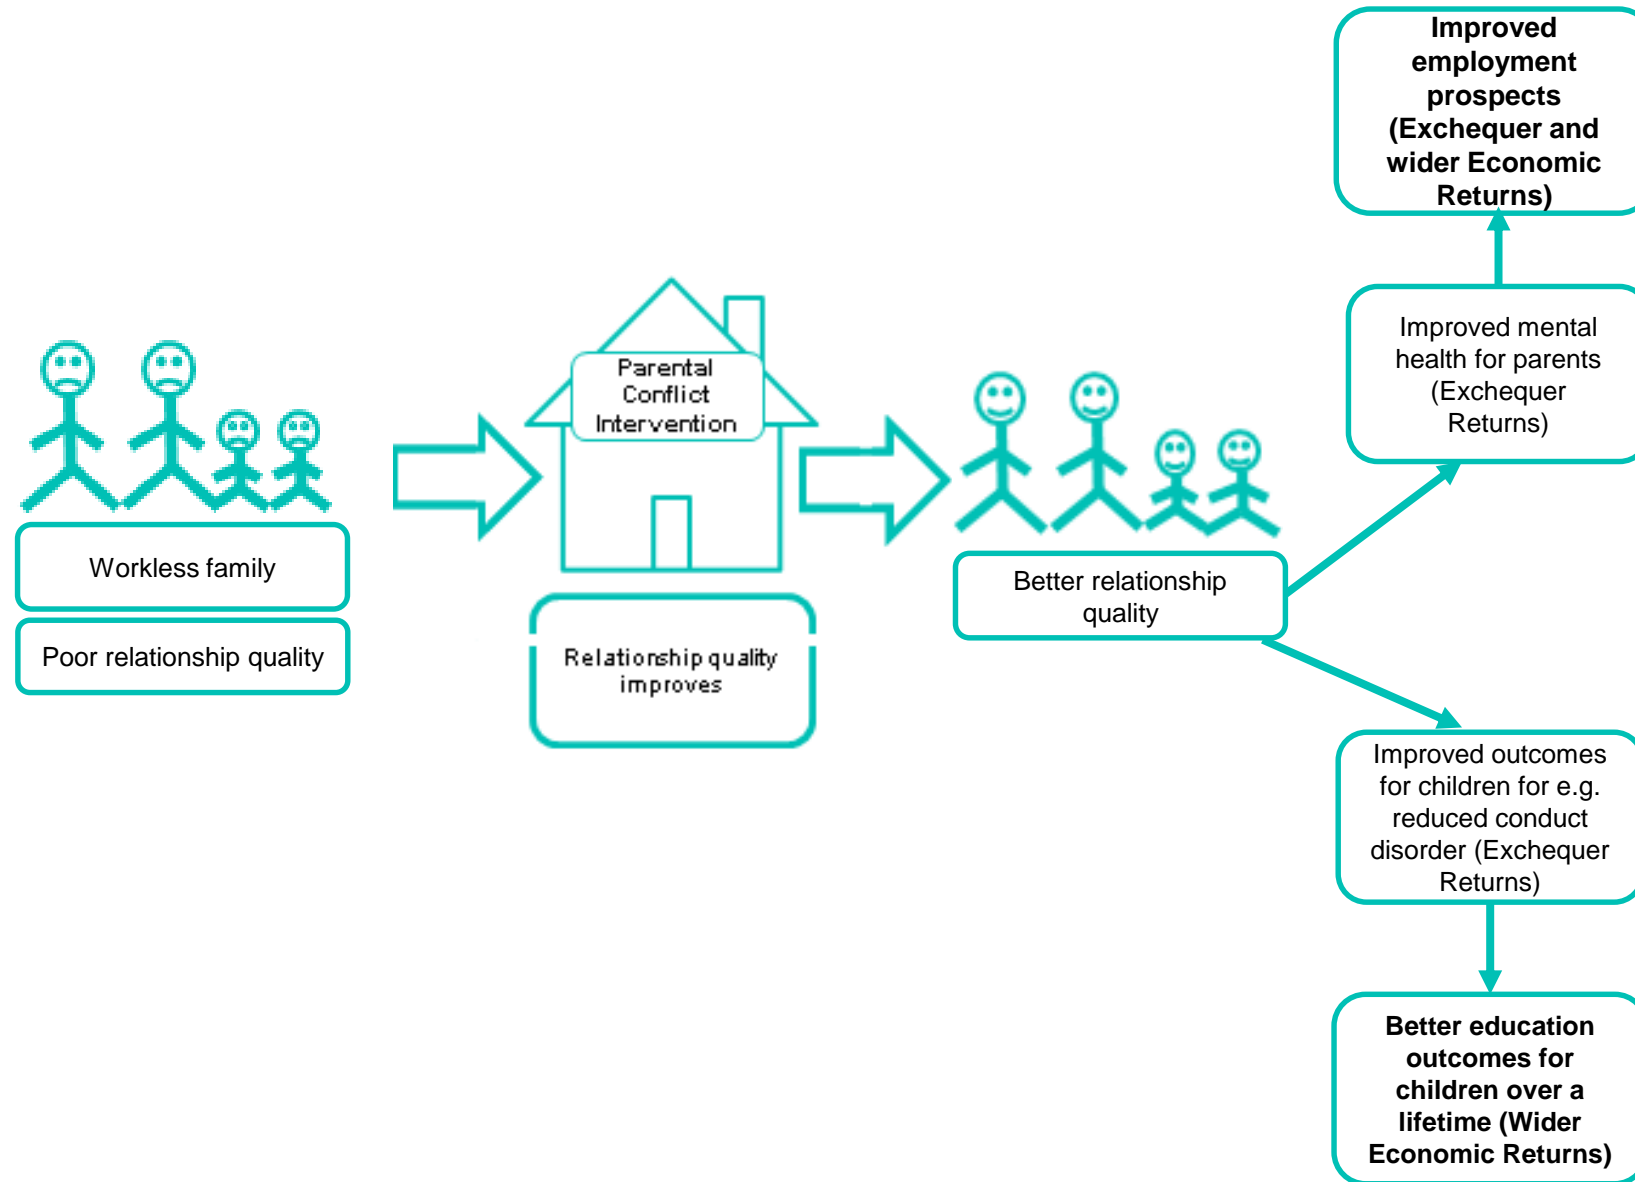 Workless family
Poor relationship quality
Parental
Conflict
Intervention
Relationship quality
improves
Better relationship
quality
Improved
employment
prospects
(Exchequer and
wider Economic
Returns)
Improved mental
health for parents
(Exchequer
Returns)
Improved outcomes
for children for e.g.
reduced conduct
disorder (Exchequer
Returns)
Better education
outcomes for
children over a
lifetime (Wider
Economic Returns)